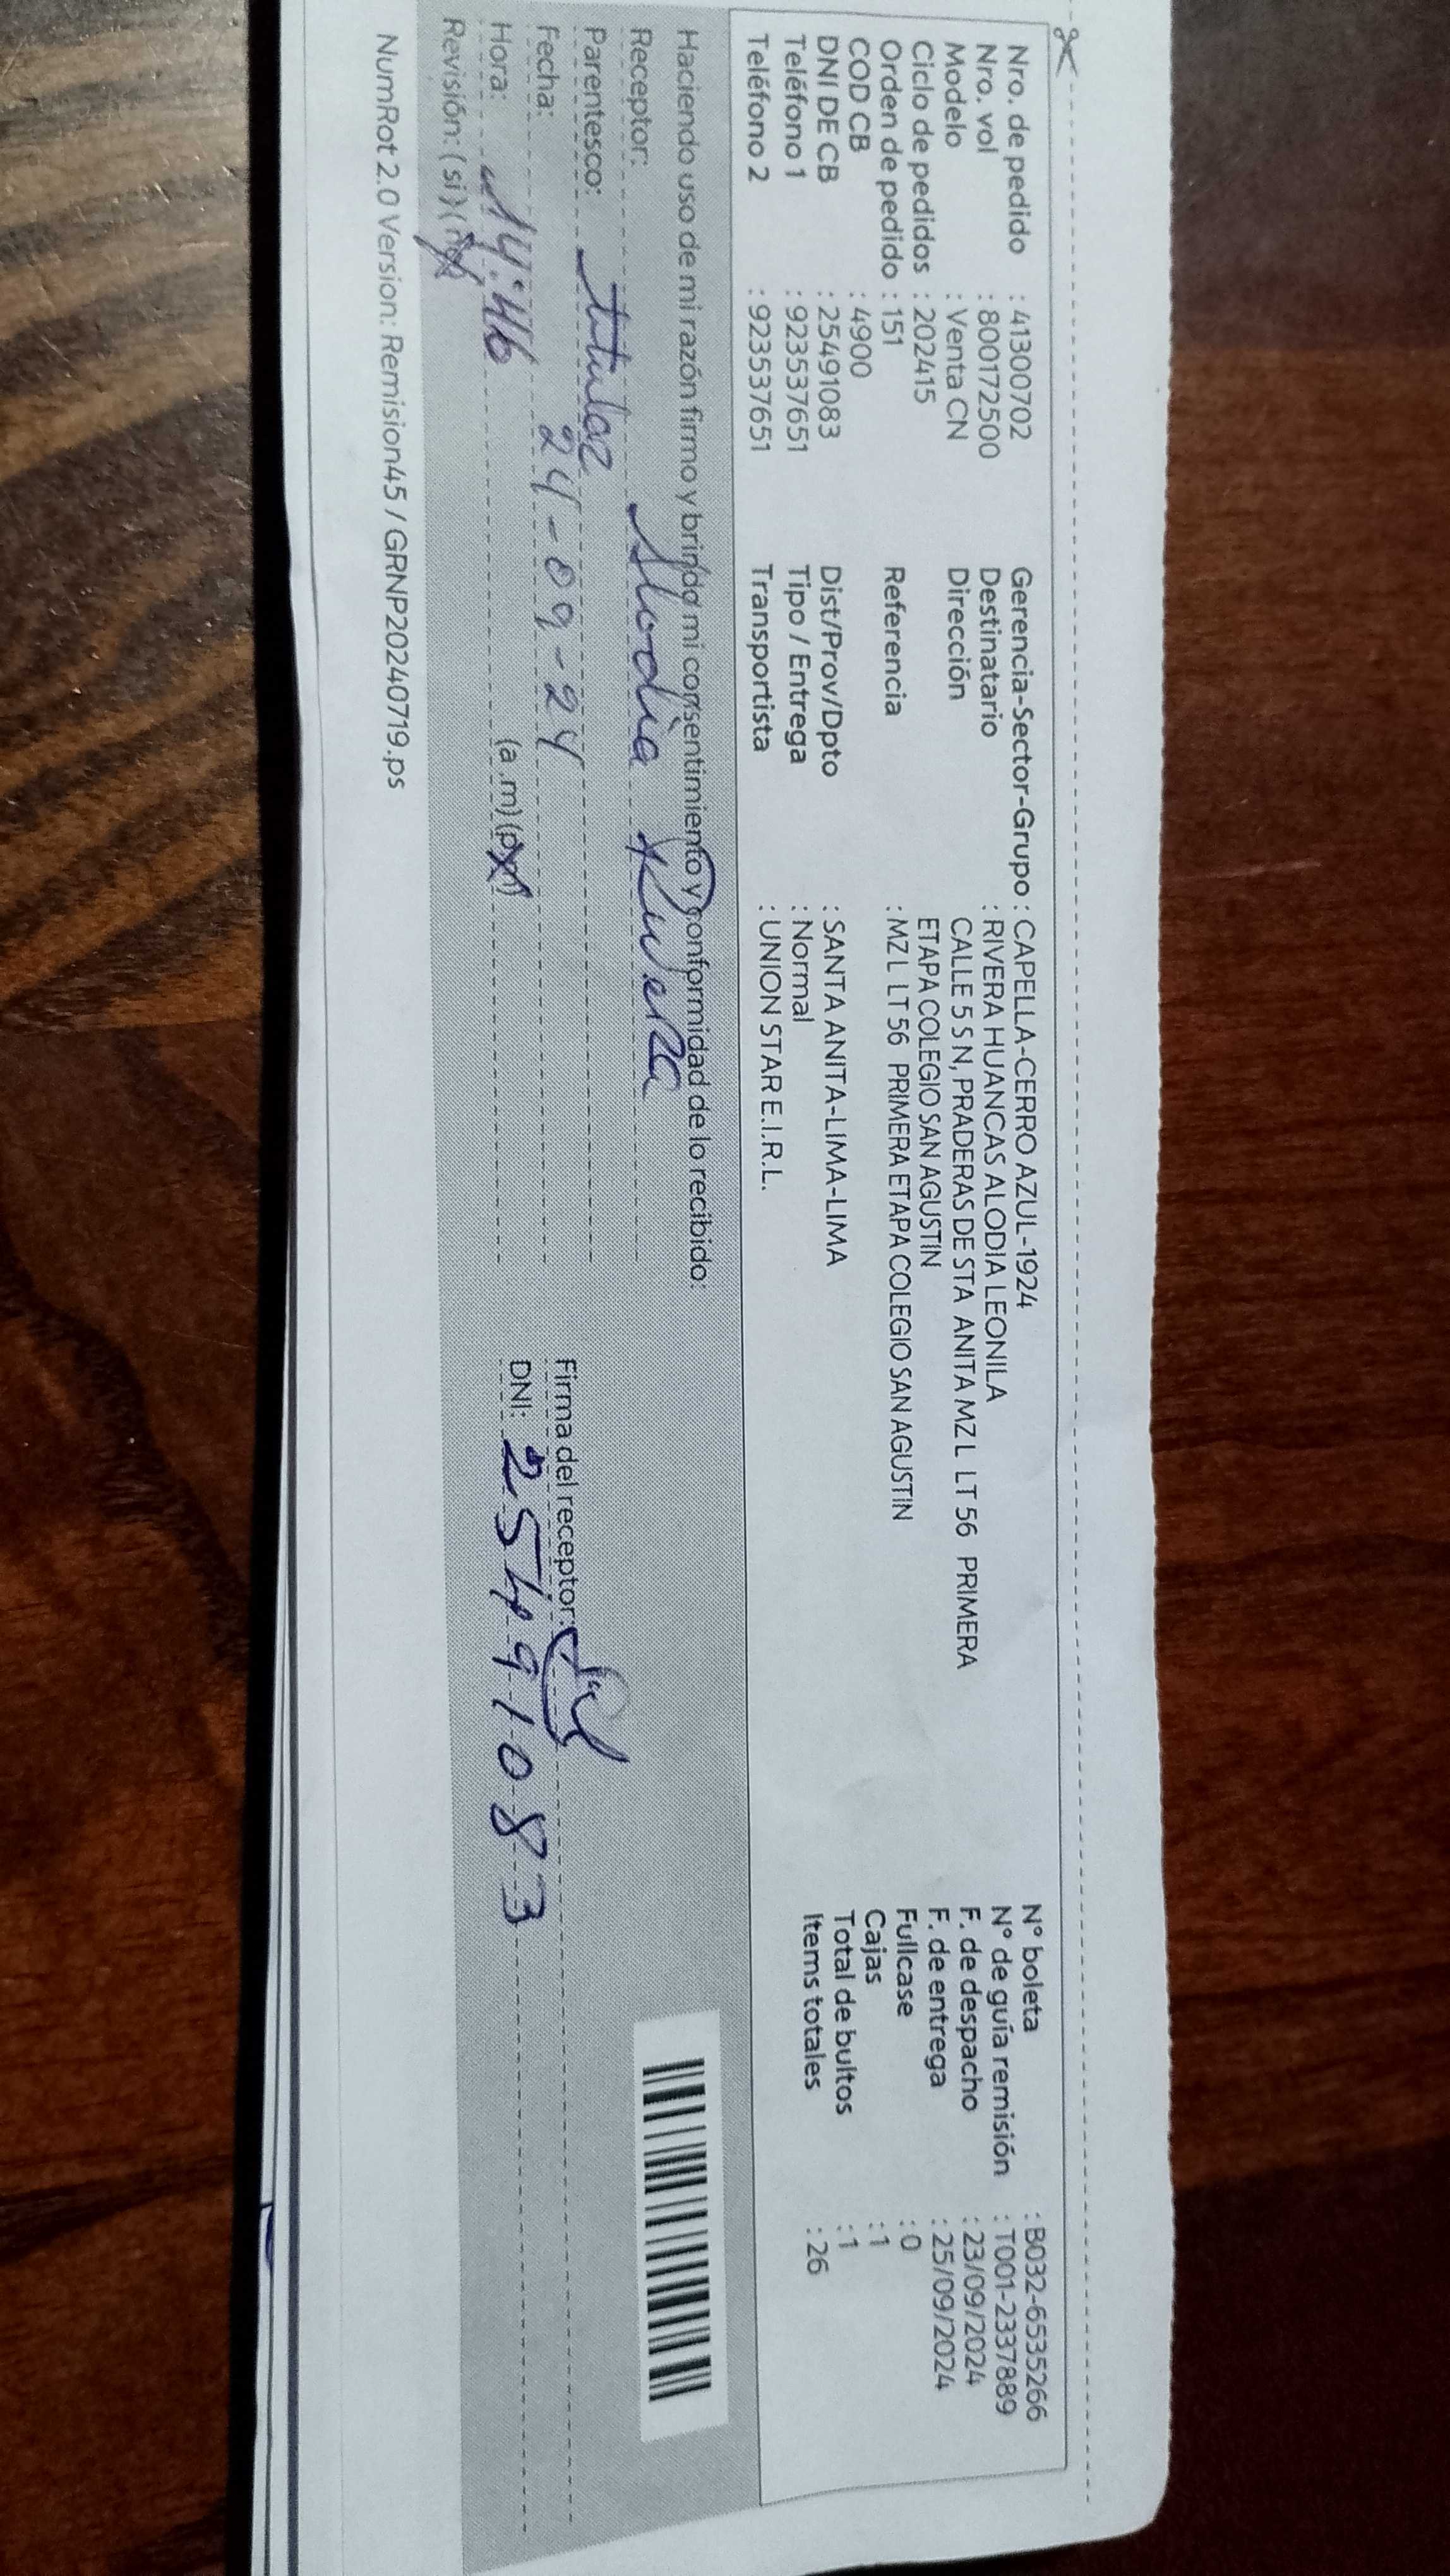 Nro. de pedido : 41300702
Nro. vol : 800172500
Modelo : Venta CN
Ciclo de pedidos : 202415
Orden de pedido : 151
COD CB : 4900
DNI DE CB : 25491083
Teléfono 1 : 923537651
Teléfono 2 : 923537651
Gerencia-Sector-Grupo : CAPELLA-CERRO AZUL-1924
Destinatario : RIVERA HUANCAS ALODIA LEONILA
Dirección CALLE 5 S N, PRADERAS DE STA ANITA MZ L LT 56 PRIMERA
ETAPA COLEGIO SAN AGUSTIN
Referencia : MZ L LT 56 PRIMERA ETAPA COLEGIO SAN AGUSTIN
Dist/Prov/Dpto : SANTA ANITA-LIMA-LIMA
Tipo / Entrega : Normal
Transportista : UNION STAR E.I.R.L.
Nº boleta : B032-6535266
Nº de guía remisión : T001-2337889
F. de despacho : 23/09/2024
F. de entrega : 25/09/2024
Fullcase : 0
Cajas : 1
Total de bultos : 1
Items totales : 26
Haciendo uso de mi razón firmo y brindo mi consentimiento y conformidad de lo recibido:
Receptor: Alodia Rivera
Parentesco: titular
Fecha: 24-09-24
Hora: 14:46 (a.m)(p.m)
Revisión: (si)(no)
Firma del receptor:
DNI: 25491083
NumRot 2.0 Version: Remision45 / GRNP20240719.ps